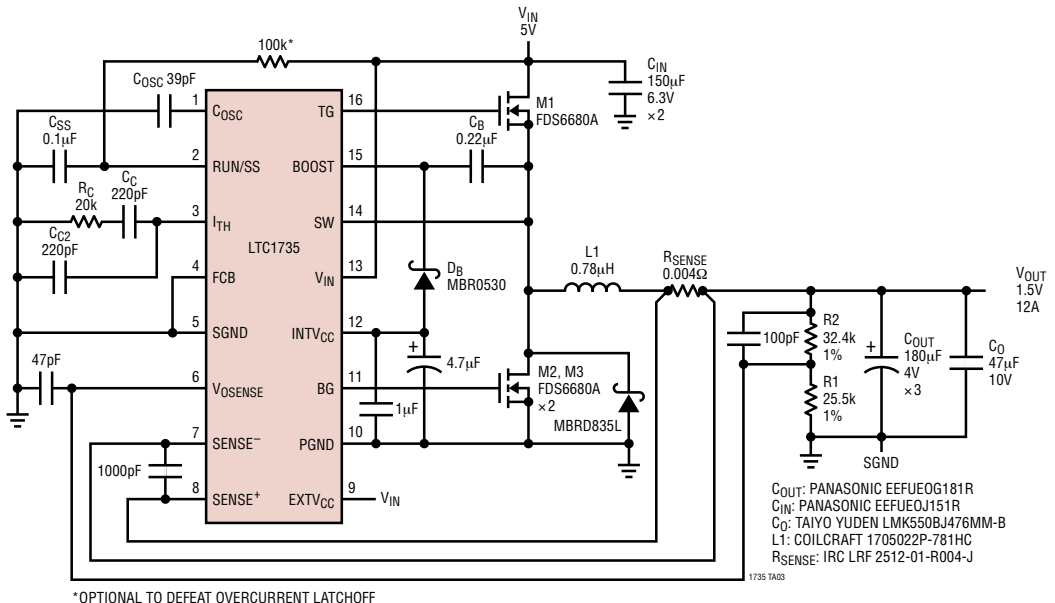 V_IN
5V
100k*
C_OSC 39pF
C_IN
150µF
6.3V
×2
1
C_OSC
TG
16
M1
FDS6680A
C_SS
0.1µF
C_B
0.22µF
2
RUN/SS
BOOST
15
R_C
20k
C_C
220pF
3
I_TH
SW
14
C_C2
220pF
LTC1735
L1
0.78µH
R_SENSE
0.004Ω
V_OUT
1.5V
12A
4
FCB
V_IN
13
D_B
MBR0530
5
SGND
INTV_CC
12
+
4.7µF
100pF
R2
32.4k
1%
+
C_OUT
180µF
4V
×3
C_O
47µF
10V
47pF
6
V_OSENSE
BG
11
1µF
M2, M3
FDS6680A
×2
MBRD835L
R1
25.5k
1%
7
SENSE⁻
PGND
10
SGND
1000pF
8
SENSE⁺
EXTV_CC
9
V_IN
C_OUT: PANASONIC EEFUEOG181R
C_IN: PANASONIC EEFUEOJ151R
C_O: TAIYO YUDEN LMK550BJ476MM-B
L1: COILCRAFT 1705022P-781HC
R_SENSE: IRC LRF 2512-01-R004-J
1735 TA03
*OPTIONAL TO DEFEAT OVERCURRENT LATCHOFF